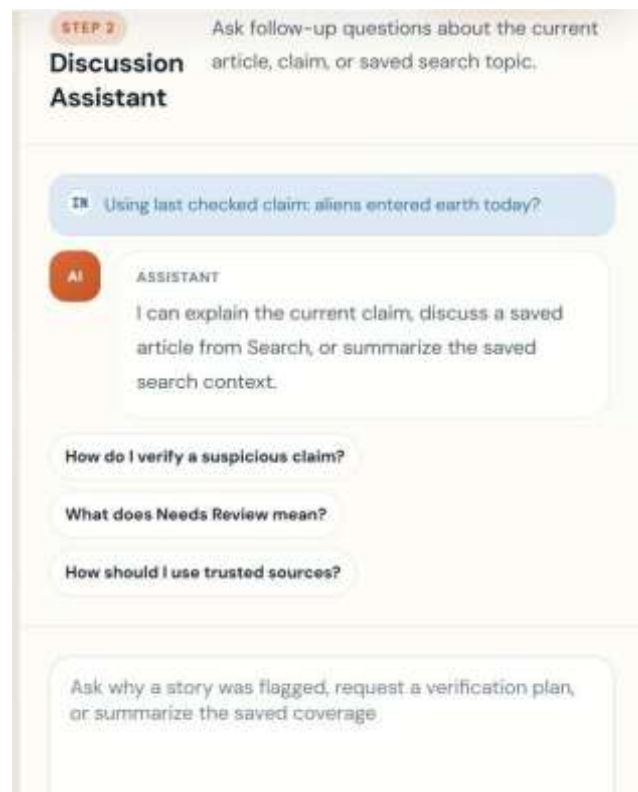 STEP 2
Discussion
Assistant
Ask follow-up questions about the current
article, claim, or saved search topic.
IN Using last checked claim: aliens entered earth today?
AI
ASSISTANT
I can explain the current claim, discuss a saved
article from Search, or summarize the saved
search context.
How do I verify a suspicious claim?
What does Needs Review mean?
How should I use trusted sources?
Ask why a story was flagged, request a verification plan,
or summarize the saved coverage